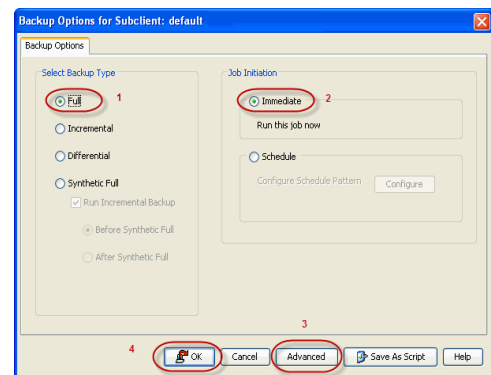 Backup Options for Subclient: default
Backup Options
Select Backup Type
Full
1
Incremental
Differential
Synthetic Full
Run Incremental Backup
Before Synthetic Full
After Synthetic Full
Job Initiation
Immediate
2
Run this job now
Schedule
Configure Schedule Pattern
Configure
3
4
OK
Cancel
Advanced
Save As Script
Help